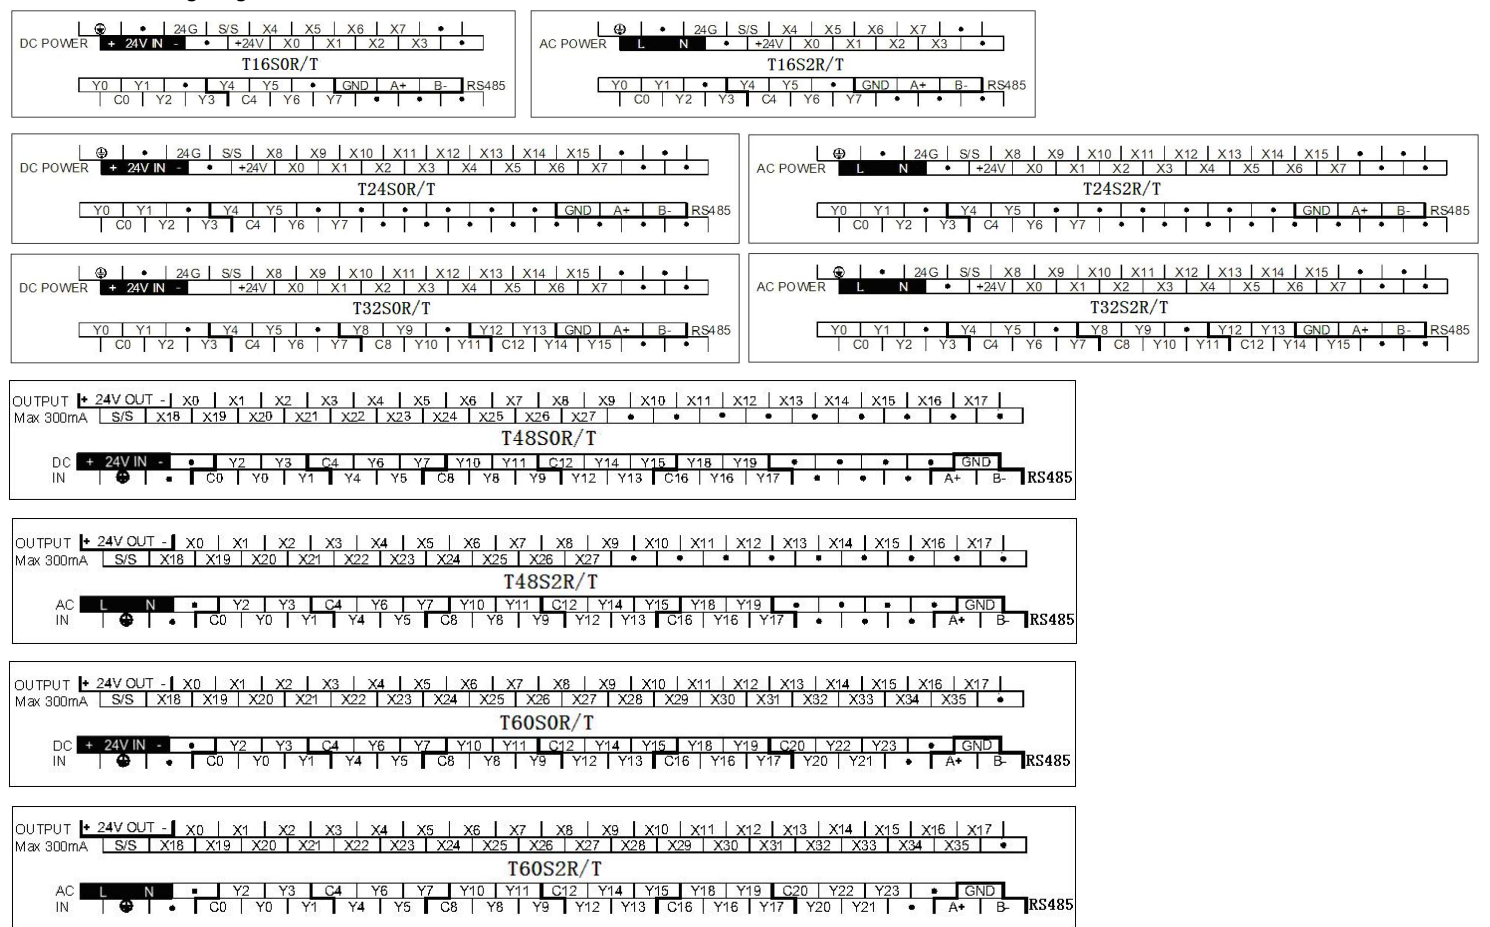 DC POWER
24G S/S X4 X5 X6 X7
+ 24V IN - +24V X0 X1 X2 X3
T16S0R/T
Y0 Y1 Y4 Y5 GND A+ B- RS485
C0 Y2 Y3 C4 Y6 Y7
AC POWER
24G S/S X4 X5 X6 X7
L N +24V X0 X1 X2 X3
T16S2R/T
Y0 Y1 Y4 Y5 GND A+ B- RS485
C0 Y2 Y3 C4 Y6 Y7
DC POWER
24G S/S X8 X9 X10 X11 X12 X13 X14 X15
+ 24V IN - +24V X0 X1 X2 X3 X4 X5 X6 X7
T24S0R/T
Y0 Y1 Y4 Y5 GND A+ B- RS485
C0 Y2 Y3 C4 Y6 Y7
AC POWER
24G S/S X8 X9 X10 X11 X12 X13 X14 X15
L N +24V X0 X1 X2 X3 X4 X5 X6 X7
T24S2R/T
Y0 Y1 Y4 Y5 GND A+ B- RS485
C0 Y2 Y3 C4 Y6 Y7
DC POWER
24G S/S X8 X9 X10 X11 X12 X13 X14 X15
+ 24V IN - +24V X0 X1 X2 X3 X4 X5 X6 X7
T32S0R/T
Y0 Y1 Y4 Y5 Y8 Y9 Y12 Y13 GND A+ B- RS485
C0 Y2 Y3 C4 Y6 Y7 C8 Y10 Y11 C12 Y14 Y15
AC POWER
24G S/S X8 X9 X10 X11 X12 X13 X14 X15
L N +24V X0 X1 X2 X3 X4 X5 X6 X7
T32S2R/T
Y0 Y1 Y4 Y5 Y8 Y9 Y12 Y13 GND A+ B- RS485
C0 Y2 Y3 C4 Y6 Y7 C8 Y10 Y11 C12 Y14 Y15
OUTPUT + 24V OUT - X0 X1 X2 X3 X4 X5 X6 X7 X8 X9 X10 X11 X12 X13 X14 X15 X16 X17
Max 300mA S/S X18 X19 X20 X21 X22 X23 X24 X25 X26 X27
T48S0R/T
DC + 24V IN - Y2 Y3 C4 Y6 Y7 Y10 Y11 C12 Y14 Y15 Y18 Y19 GND
IN C0 Y0 Y1 Y4 Y5 C8 Y8 Y9 Y12 Y13 C16 Y16 Y17 A+ B- RS485
OUTPUT + 24V OUT - X0 X1 X2 X3 X4 X5 X6 X7 X8 X9 X10 X11 X12 X13 X14 X15 X16 X17
Max 300mA S/S X18 X19 X20 X21 X22 X23 X24 X25 X26 X27
T48S2R/T
AC L N Y2 Y3 C4 Y6 Y7 Y10 Y11 C12 Y14 Y15 Y18 Y19 GND
IN C0 Y0 Y1 Y4 Y5 C8 Y8 Y9 Y12 Y13 C16 Y16 Y17 A+ B- RS485
OUTPUT + 24V OUT - X0 X1 X2 X3 X4 X5 X6 X7 X8 X9 X10 X11 X12 X13 X14 X15 X16 X17
Max 300mA S/S X18 X19 X20 X21 X22 X23 X24 X25 X26 X27 X28 X29 X30 X31 X32 X33 X34 X35
T60S0R/T
DC + 24V IN - Y2 Y3 C4 Y6 Y7 Y10 Y11 C12 Y14 Y15 Y18 Y19 C20 Y22 Y23 GND
IN C0 Y0 Y1 Y4 Y5 C8 Y8 Y9 Y12 Y13 C16 Y16 Y17 Y20 Y21 A+ B- RS485
OUTPUT + 24V OUT - X0 X1 X2 X3 X4 X5 X6 X7 X8 X9 X10 X11 X12 X13 X14 X15 X16 X17
Max 300mA S/S X18 X19 X20 X21 X22 X23 X24 X25 X26 X27 X28 X29 X30 X31 X32 X33 X34 X35
T60S2R/T
AC L N Y2 Y3 C4 Y6 Y7 Y10 Y11 C12 Y14 Y15 Y18 Y19 C20 Y22 Y23 GND
IN C0 Y0 Y1 Y4 Y5 C8 Y8 Y9 Y12 Y13 C16 Y16 Y17 Y20 Y21 A+ B- RS485